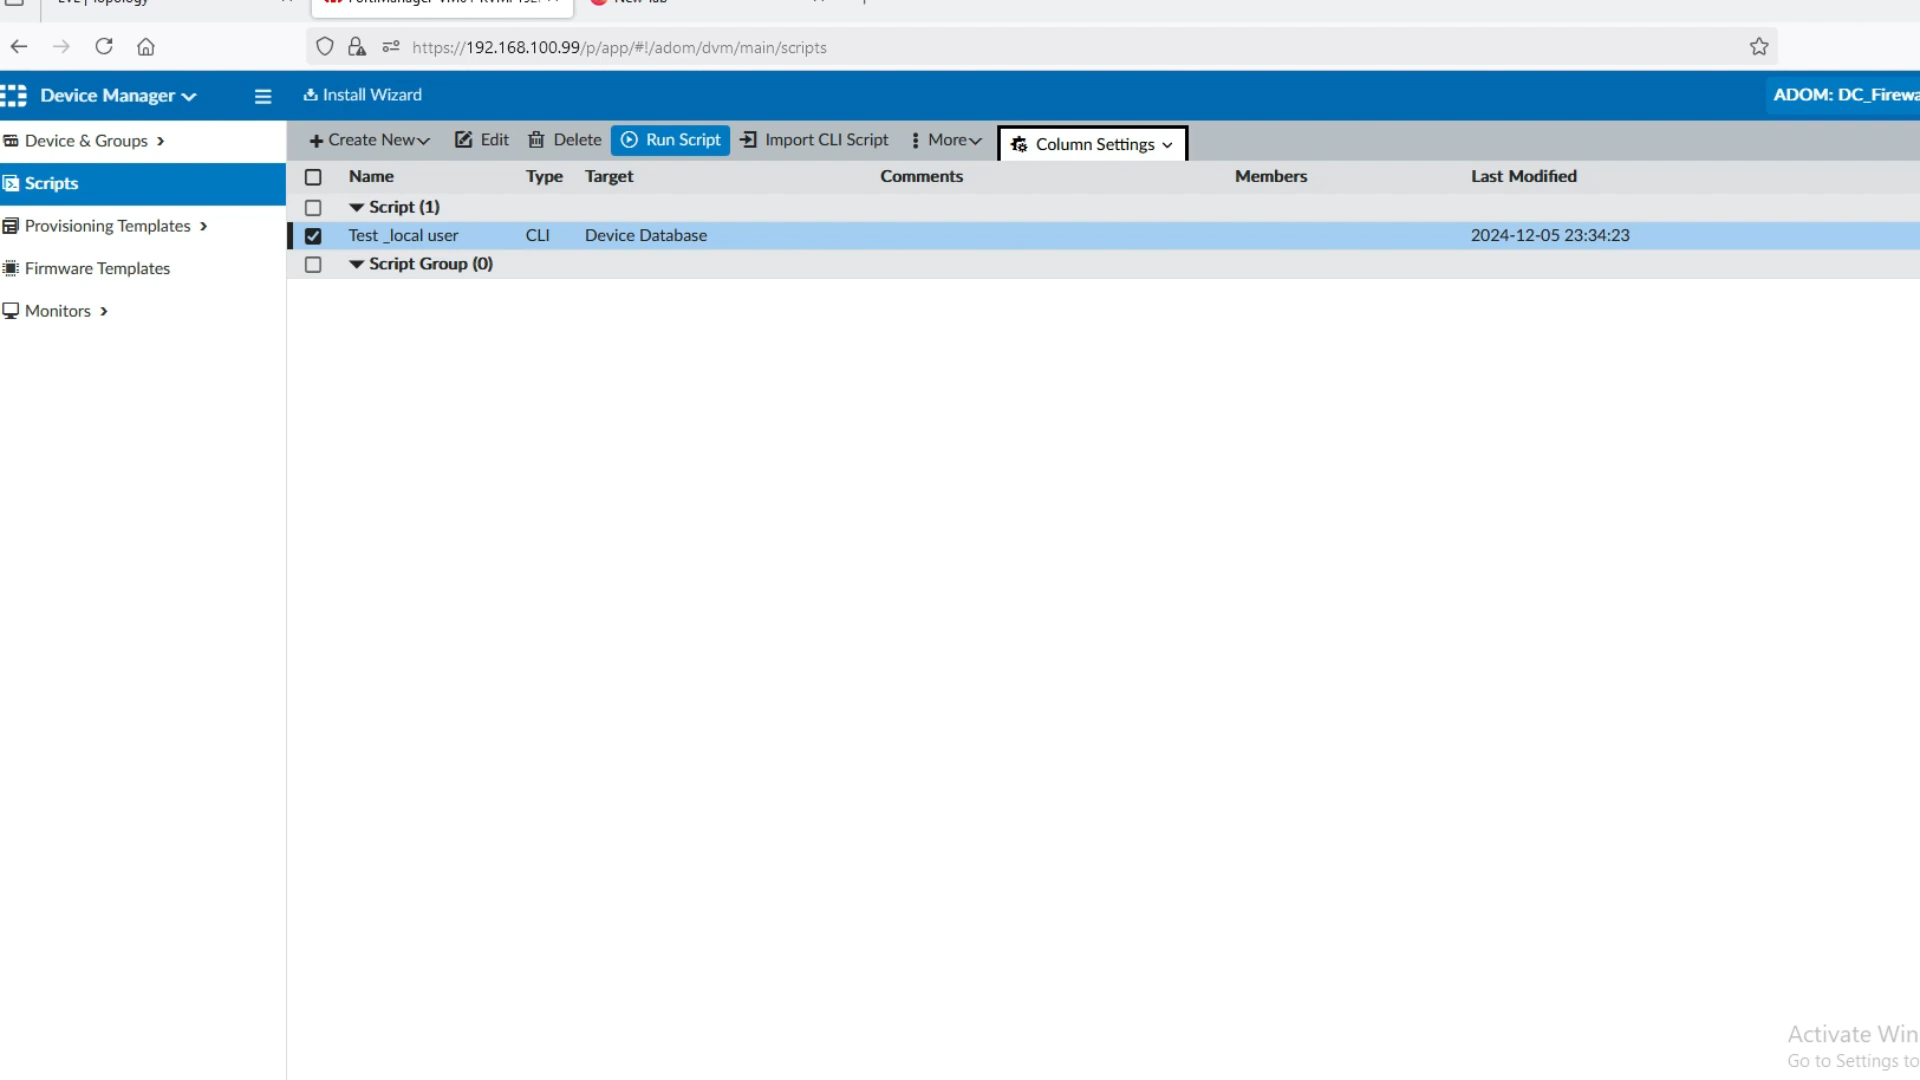 https://192.168.100.99/p/app/#!/adom/dvm/main/scripts
Device Manager
Install Wizard
ADOM: DC_Firewa
Device & Groups
Create New
Edit
Delete
Run Script
Import CLI Script
More
Column Settings
Scripts
Name Type Target Comments Members Last Modified
Script (1)
Provisioning Templates
Test _local user CLI Device Database 2024-12-05 23:34:23
Firmware Templates
Script Group (0)
Monitors
Activate Win
Go to Settings to